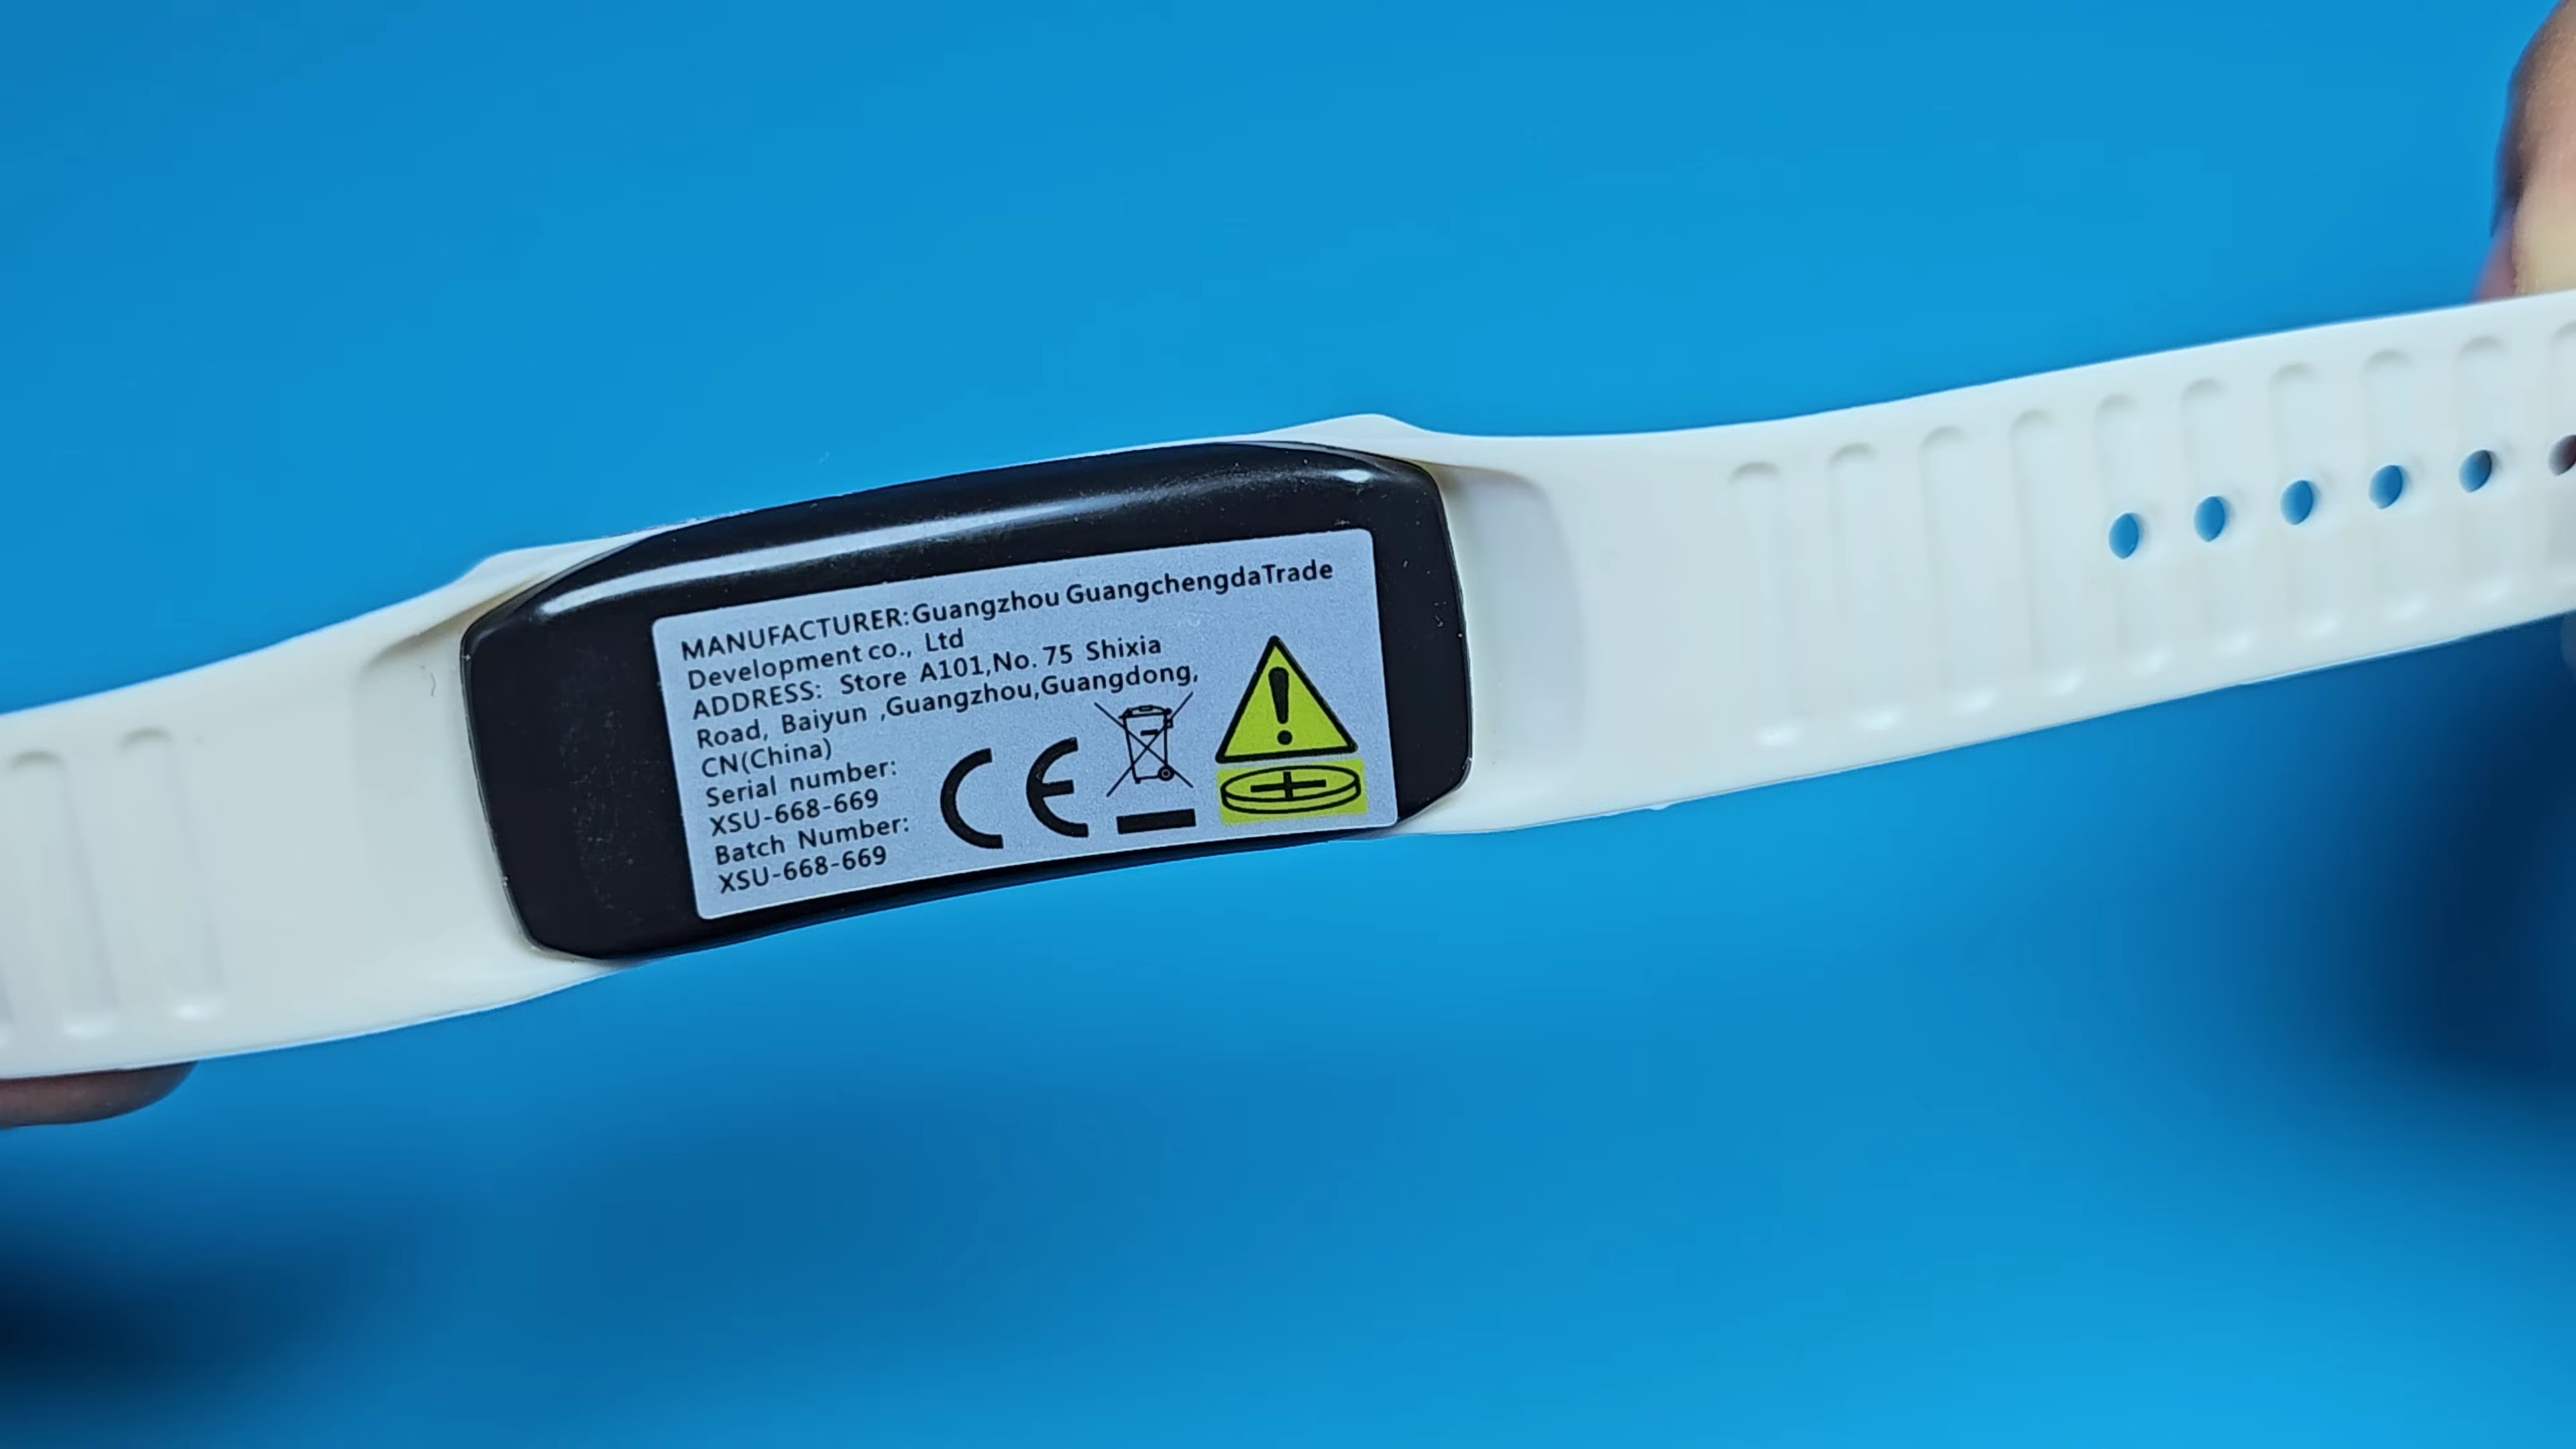 MANUFACTURER:Guangzhou GuangchengdaTrade
Development co., Ltd
ADDRESS: Store A101,No. 75 Shixia
Road, Baiyun ,Guangzhou,Guangdong,
CN(China)
Serial number:
XSU-668-669
Batch Number:
XSU-668-669
CE